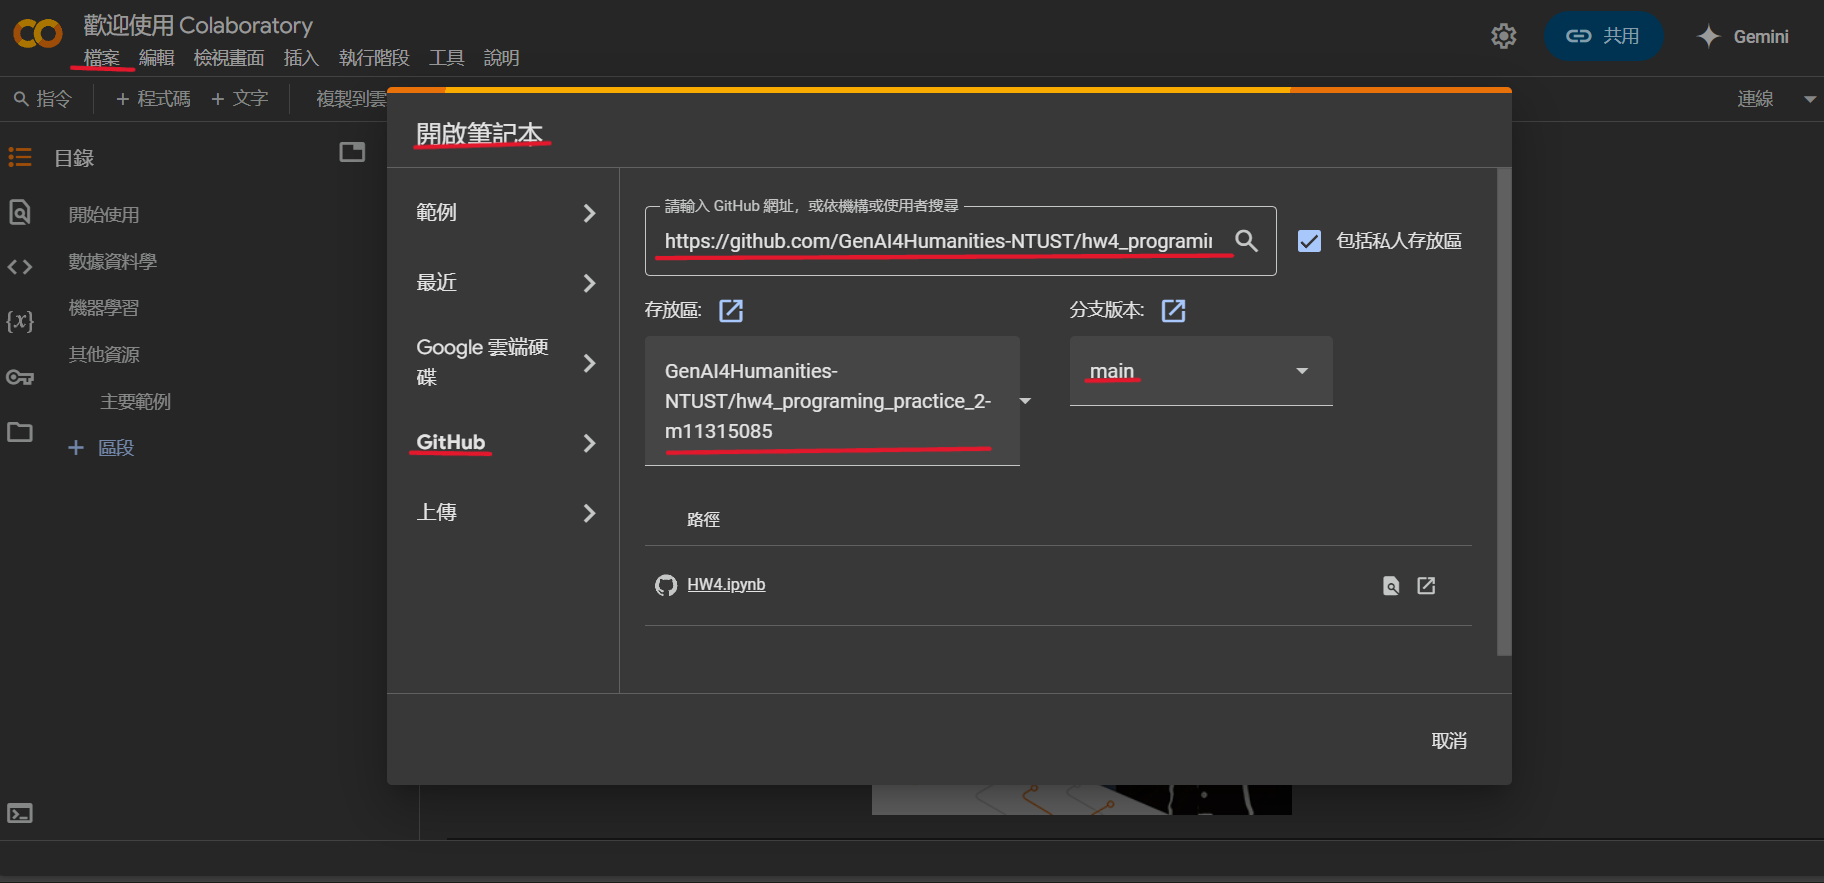 歡迎使用 Colaboratory
檔案 編輯 檢視畫面 插入 執行階段 工具 說明
共用
Gemini
指令 + 程式碼 + 文字 複製到雲
連線
目錄
開始使用
數據資料學
機器學習
其他資源
主要範例
+ 區段
開啟筆記本
範例
最近
Google 雲端硬
碟
GitHub
上傳
請輸入 GitHub 網址，或依機構或使用者搜尋
https://github.com/GenAI4Humanities-NTUST/hw4_programin
包括私人存放區
存放區:
分支版本:
GenAI4Humanities-
NTUST/hw4_programing_practice_2-
m11315085
main
路徑
HW4.ipynb
取消